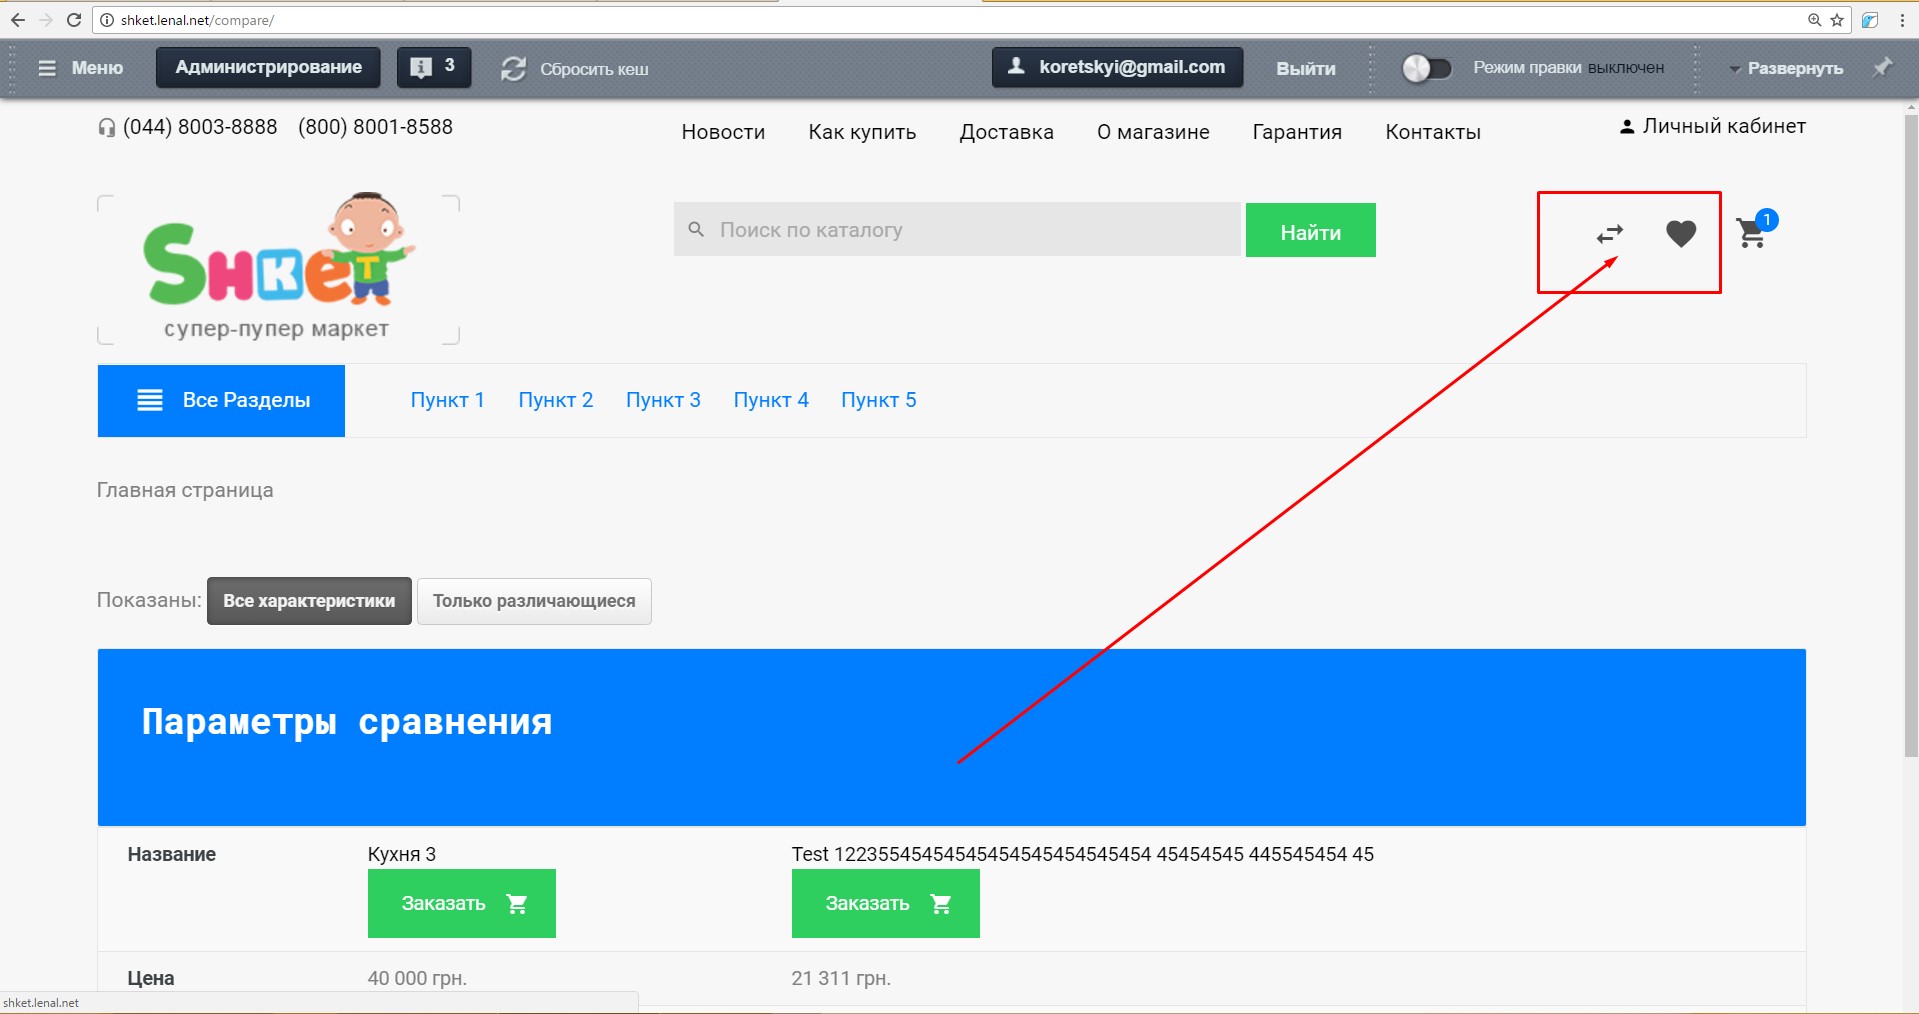 shket.lenal.net/compare/
Меню
Администрирование
3
Сбросить кеш
koretskyi@gmail.com
Выйти
Режим правки выключен
Развернуть
(044) 8003-8888 (800) 8001-8588
Новости
Как купить
Доставка
О магазине
Гарантия
Контакты
Личный кабинет
Shket
супер-пупер маркет
Поиск по каталогу
Найти
1
Все Разделы
Пункт 1
Пункт 2
Пункт 3
Пункт 4
Пункт 5
Главная страница
Показаны:
Все характеристики
Только различающиеся
Параметры сравнения
Название
Кухня 3
Test 12235545454545454545454545454 45454545 445545454 45
Заказать
Заказать
Цена
40 000 грн.
21 311 грн.
shket.lenal.net